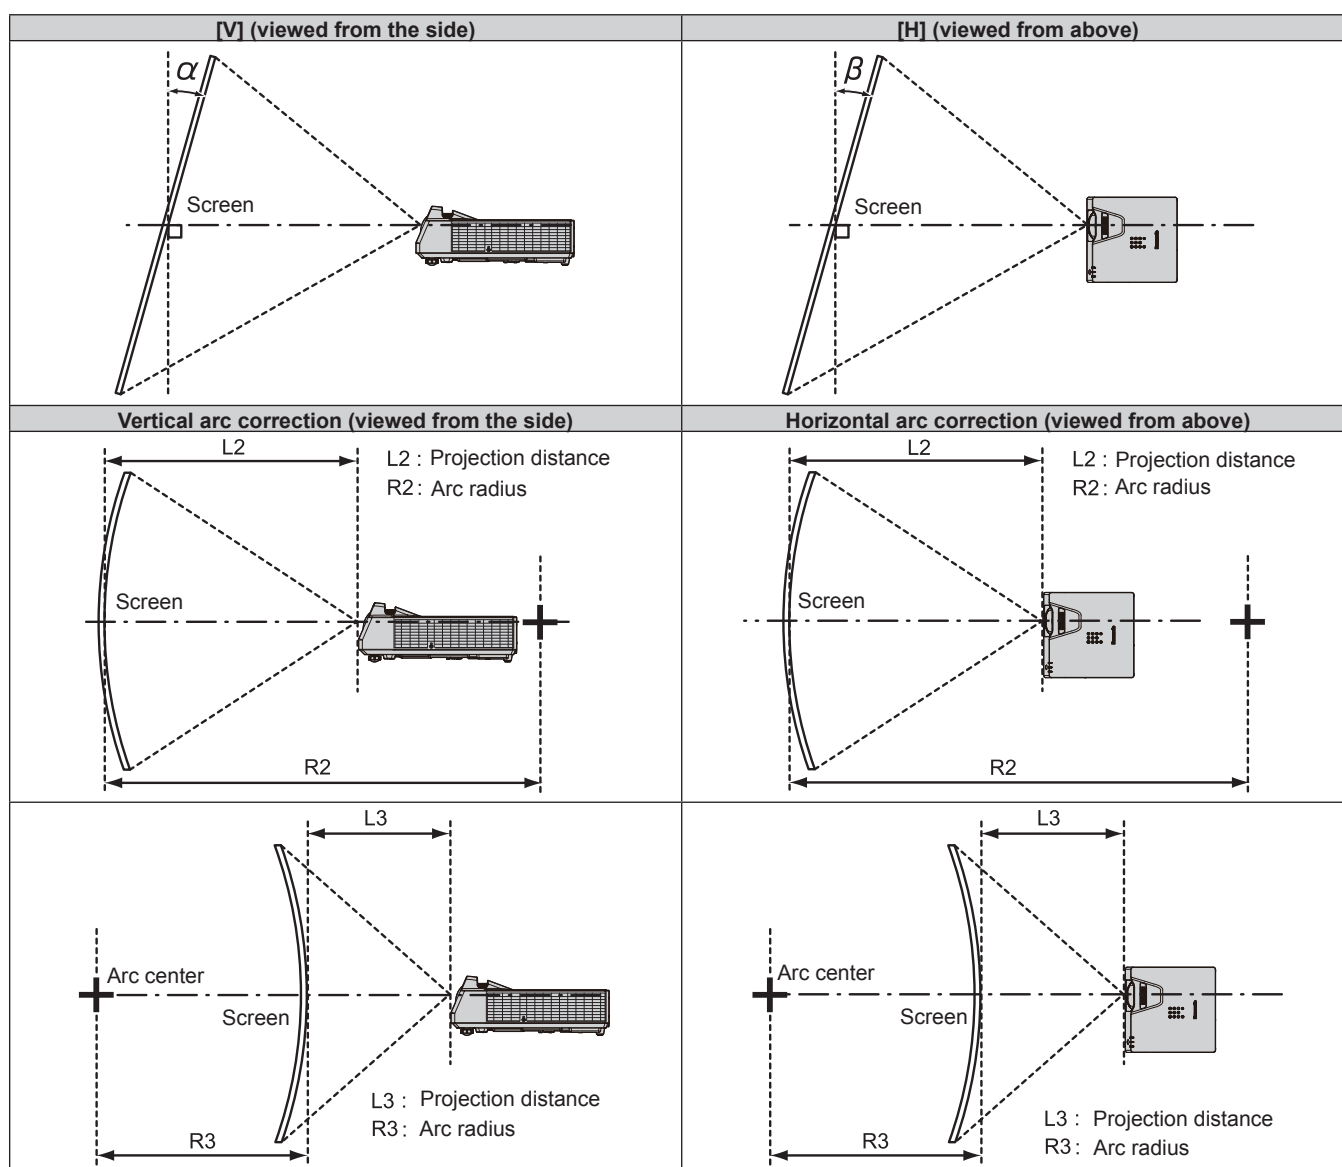 [V] (viewed from the side)
[H] (viewed from above)
α
Screen
β
Screen
Vertical arc correction (viewed from the side)
Horizontal arc correction (viewed from above)
L2
L2 : Projection distance
R2 : Arc radius
Screen
R2
L2
L2 : Projection distance
R2 : Arc radius
Screen
R2
L3
Arc center
Screen
L3 : Projection distance
R3 : Arc radius
R3
L3
Arc center
Screen
L3 : Projection distance
R3 : Arc radius
R3